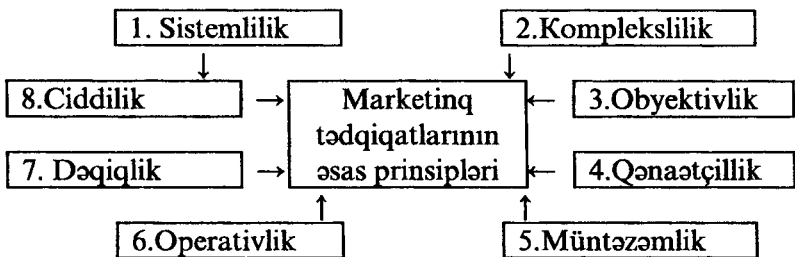 1. Sistemlilik
2.Komplekslilik
8.Ciddilik
Marketinq
tədqiqatlarının
əsas prinsipləri
3.Obyektivlik
7. Dəqiqlik
4.Qənaətçillik
6.Operativlik
5.Müntəzəmlik